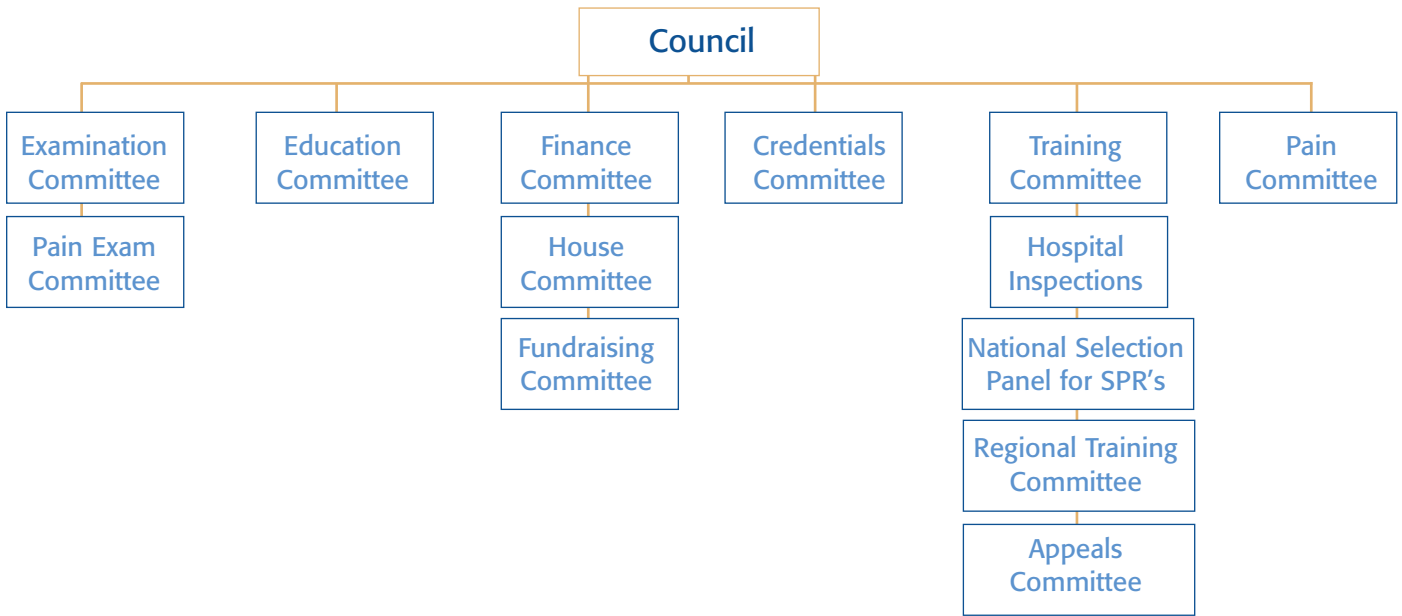 Council
Examination
Committee
Education
Committee
Finance
Committee
Credentials
Committee
Training
Committee
Pain
Committee
Pain Exam
Committee
House
Committee
Hospital
Inspections
Fundraising
Committee
National Selection
Panel for SPR’s
Regional Training
Committee
Appeals
Committee